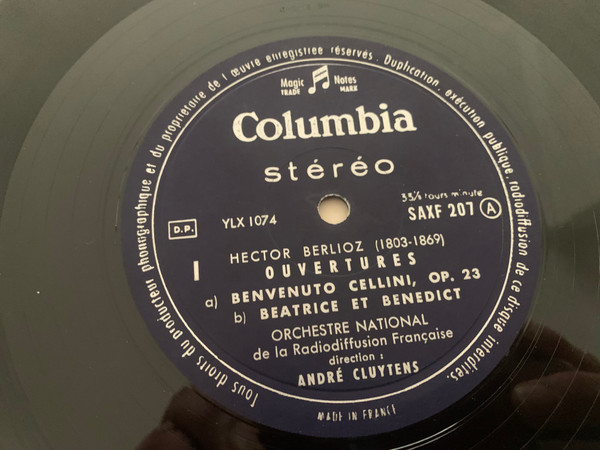 Tous droits du producteur phonographique et du propriétaire de l'œuvre enregistrée réservés. Duplication, exécution publique, radiodiffusion de ce disque interdites.
Magic Notes
TRADE MARK
Columbia
stéréo
33⅓ tours minute
D.P.
YLX 1074
SAXF 207 A
I
HECTOR BERLIOZ (1803-1869)
OUVERTURES
a) BENVENUTO CELLINI, OP. 23
b) BEATRICE ET BENEDICT
ORCHESTRE NATIONAL
de la Radiodiffusion Française
direction :
ANDRÉ CLUYTENS
MADE IN FRANCE